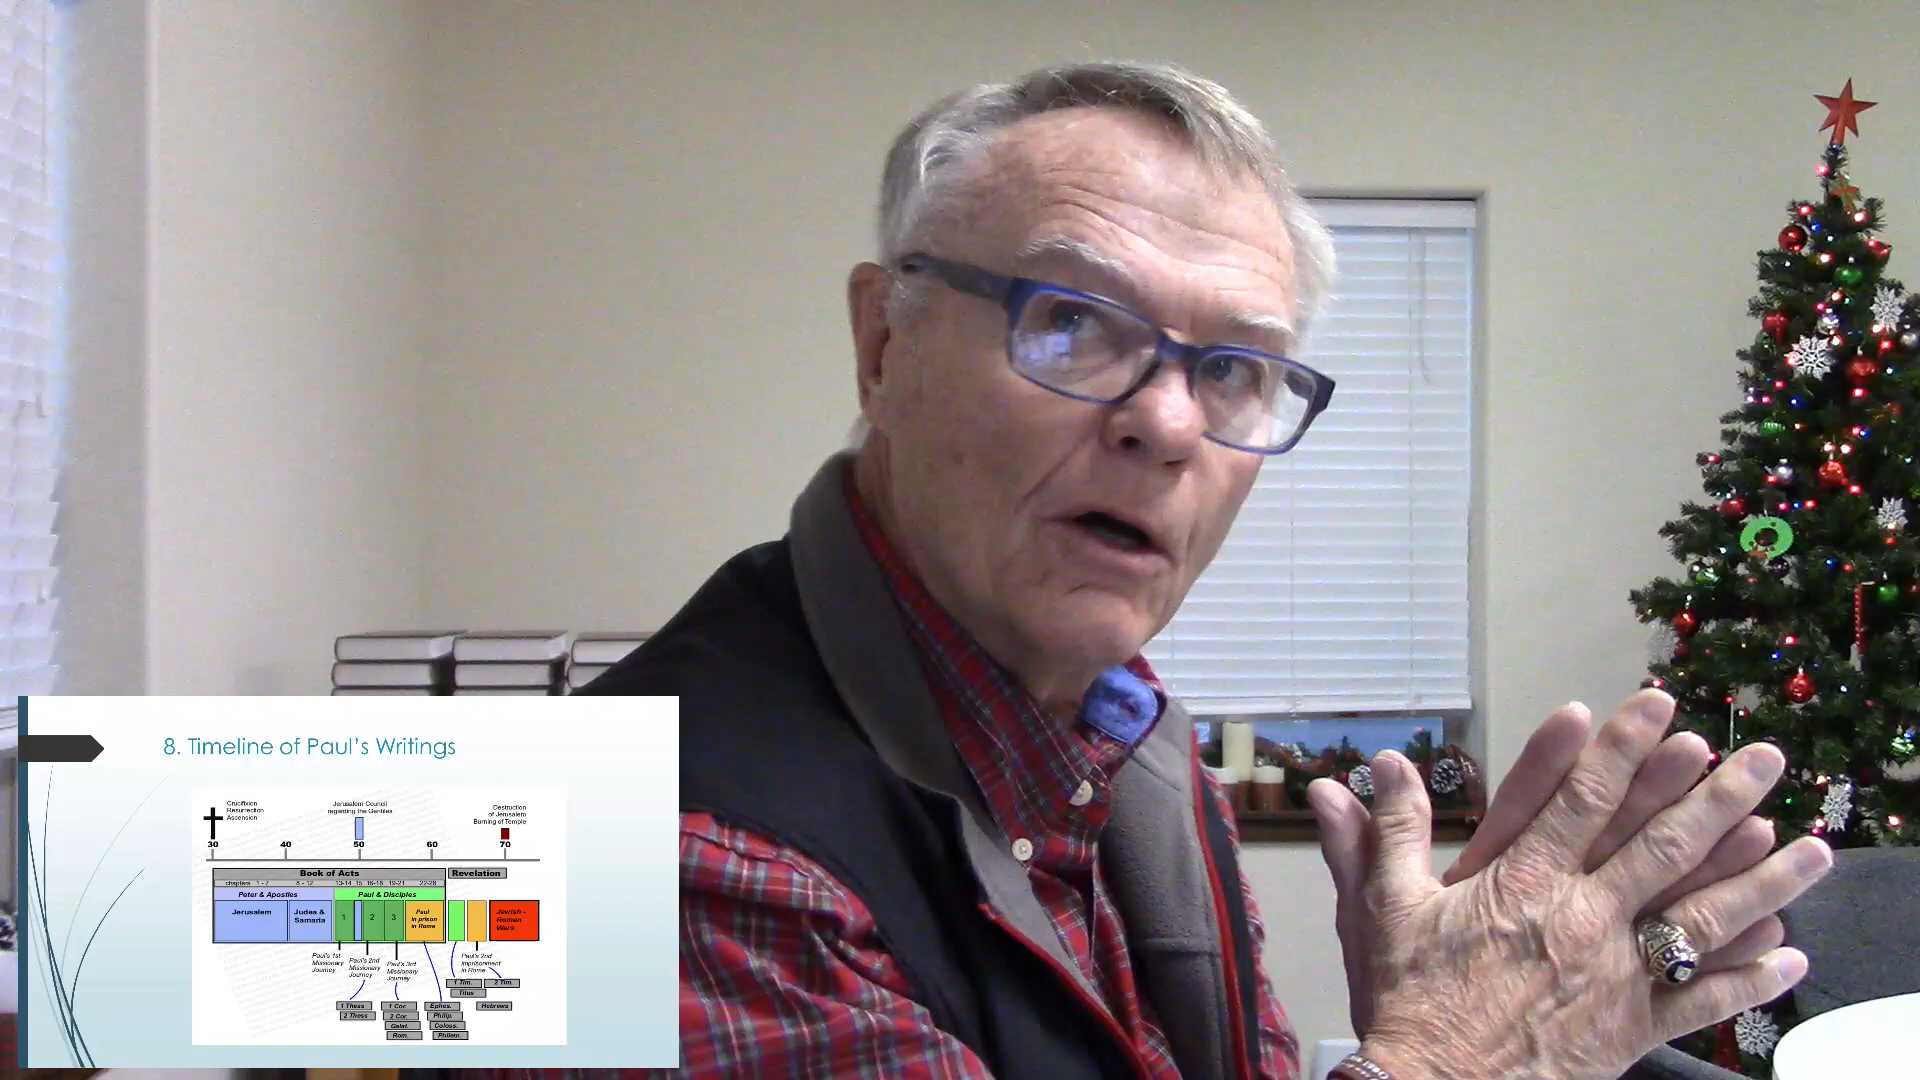 8. Timeline of Paul's Writings
Crucifixion
Resurrection
Ascension
Jerusalem Council
regarding the Gentiles
Destruction
of Jerusalem
Burning of Temple
30 40 50 60 70
Book of Acts Revelation
chapters 1 - 7 8 - 12 13-14 15 16-18 19-21 22-28
Peter & Apostles Paul & Disciples
Jerusalem
Judea &
Samaria
1 2 3
Paul
in prison
in Rome
Jewish -
Roman
Wars
Paul's 1st
Missionary
Journey
Paul's 2nd
Missionary
Journey
Paul's 3rd
Missionary
Journey
Paul's 2nd
imprisonment
in Rome
1 Tim. 2 Tim.
Titus
1 Thess
2 Thess
1 Cor.
2 Cor.
Galat.
Rom.
Ephes.
Philip.
Coloss.
Philem.
Hebrews